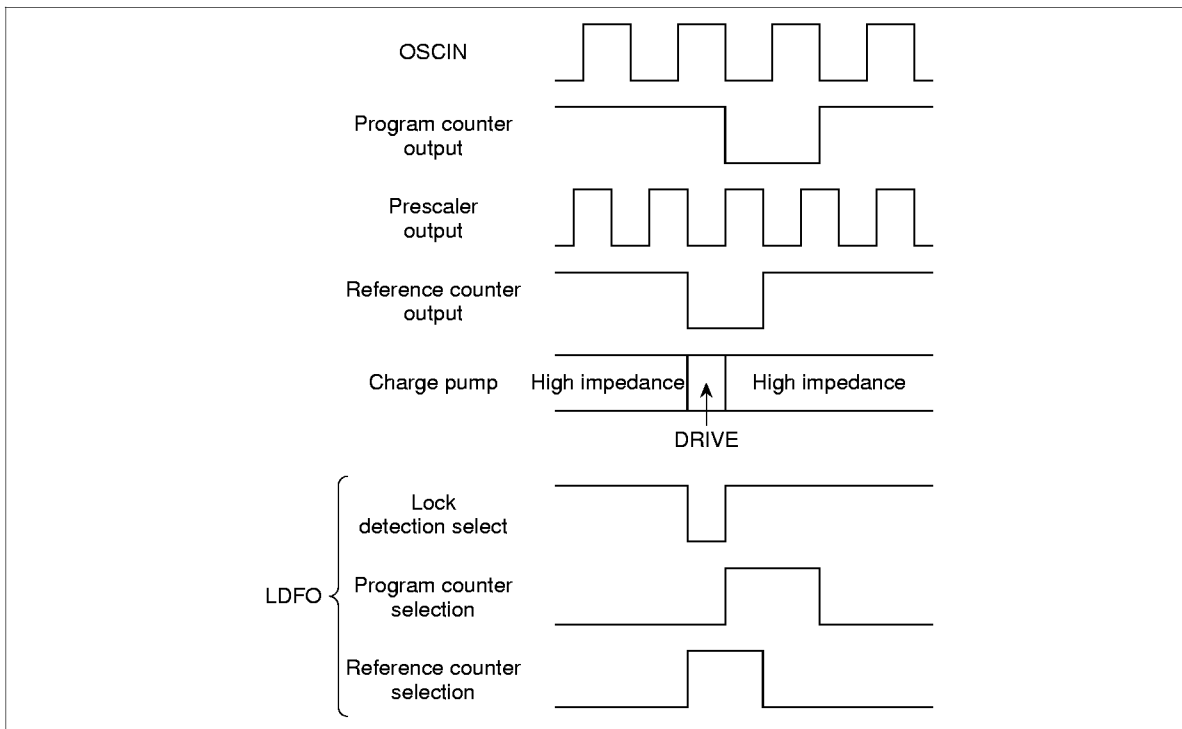 OSCIN
Program counter
output
Prescaler
output
Reference counter
output
Charge pump
High impedance
High impedance
DRIVE
Lock
detection select
LDFO
Program counter
selection
Reference counter
selection